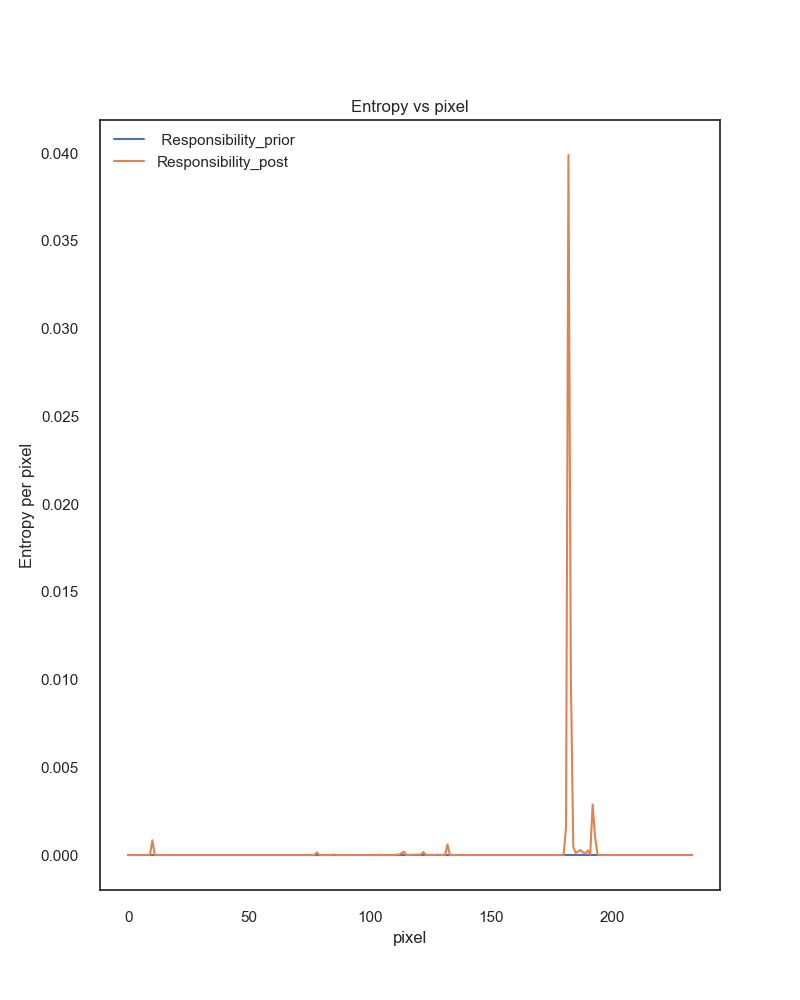 Entropy vs pixel
Responsibility_prior
Responsibility_post
0.040
0.035
0.030
0.025
0.020
0.015
0.010
0.005
0.000
Entropy per pixel
0 50 100 150 200
pixel